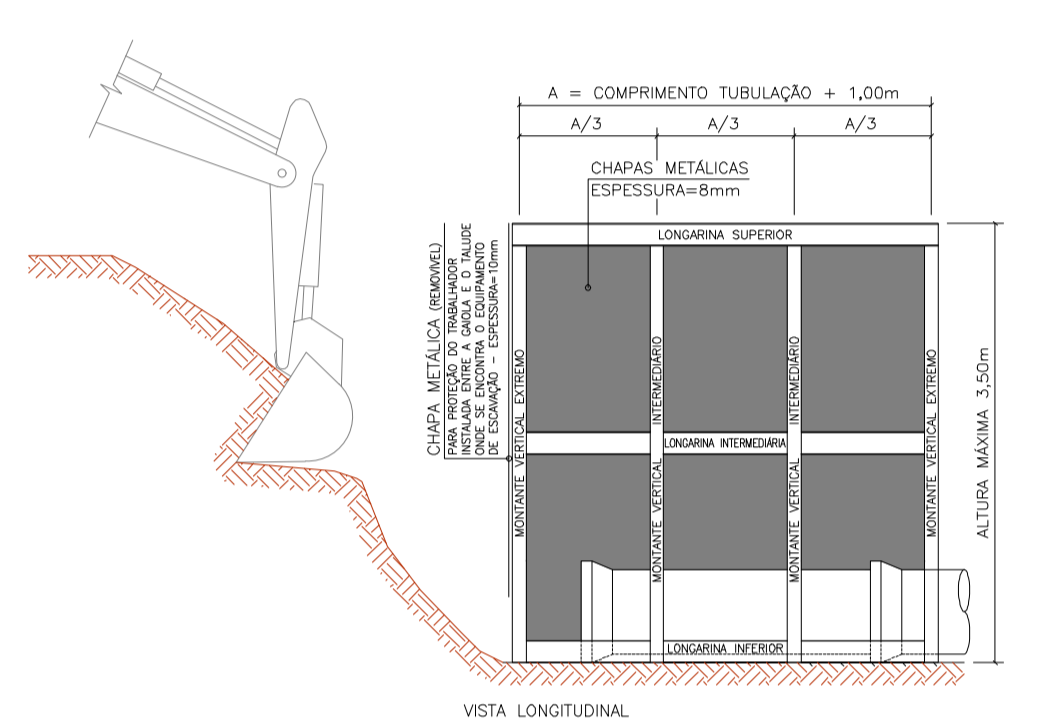 A = COMPRIMENTO TUBULAÇÃO + 1,00m
A/3
A/3
A/3
CHAPAS METÁLICAS
ESPESSURA=8mm
LONGARINA SUPERIOR
CHAPA METÁLICA (REMOVÍVEL)
PARA PROTEÇÃO DO TRABALHADOR
INSTALADA ENTRE A GAIOLA E O TALUDE
ONDE SE ENCONTRA O EQUIPAMENTO
DE ESCAVAÇÃO - ESPESSURA=10mm
MONTANTE VERTICAL EXTREMO
MONTANTE VERTICAL INTERMEDIÁRIO
MONTANTE VERTICAL INTERMEDIÁRIO
MONTANTE VERTICAL EXTREMO
ALTURA MÁXIMA 3,50m
LONGARINA INTERMEDIÁRIA
LONGARINA INFERIOR
VISTA LONGITUDINAL